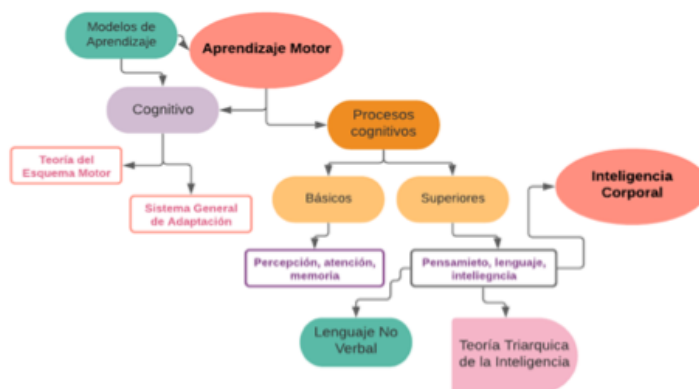 Modelos de
Aprendizaje
Aprendizaje Motor
Cognitivo
Procesos
cognitivos
Teoría del
Esquema Motor
Sistema General
de Adaptación
Básicos
Superiores
Inteligencia
Corporal
Percepción, atención,
memoria
Pensamieto, lenguaje,
inteliegncia
Lenguaje No
Verbal
Teoría Triarquica
de la Inteligencia